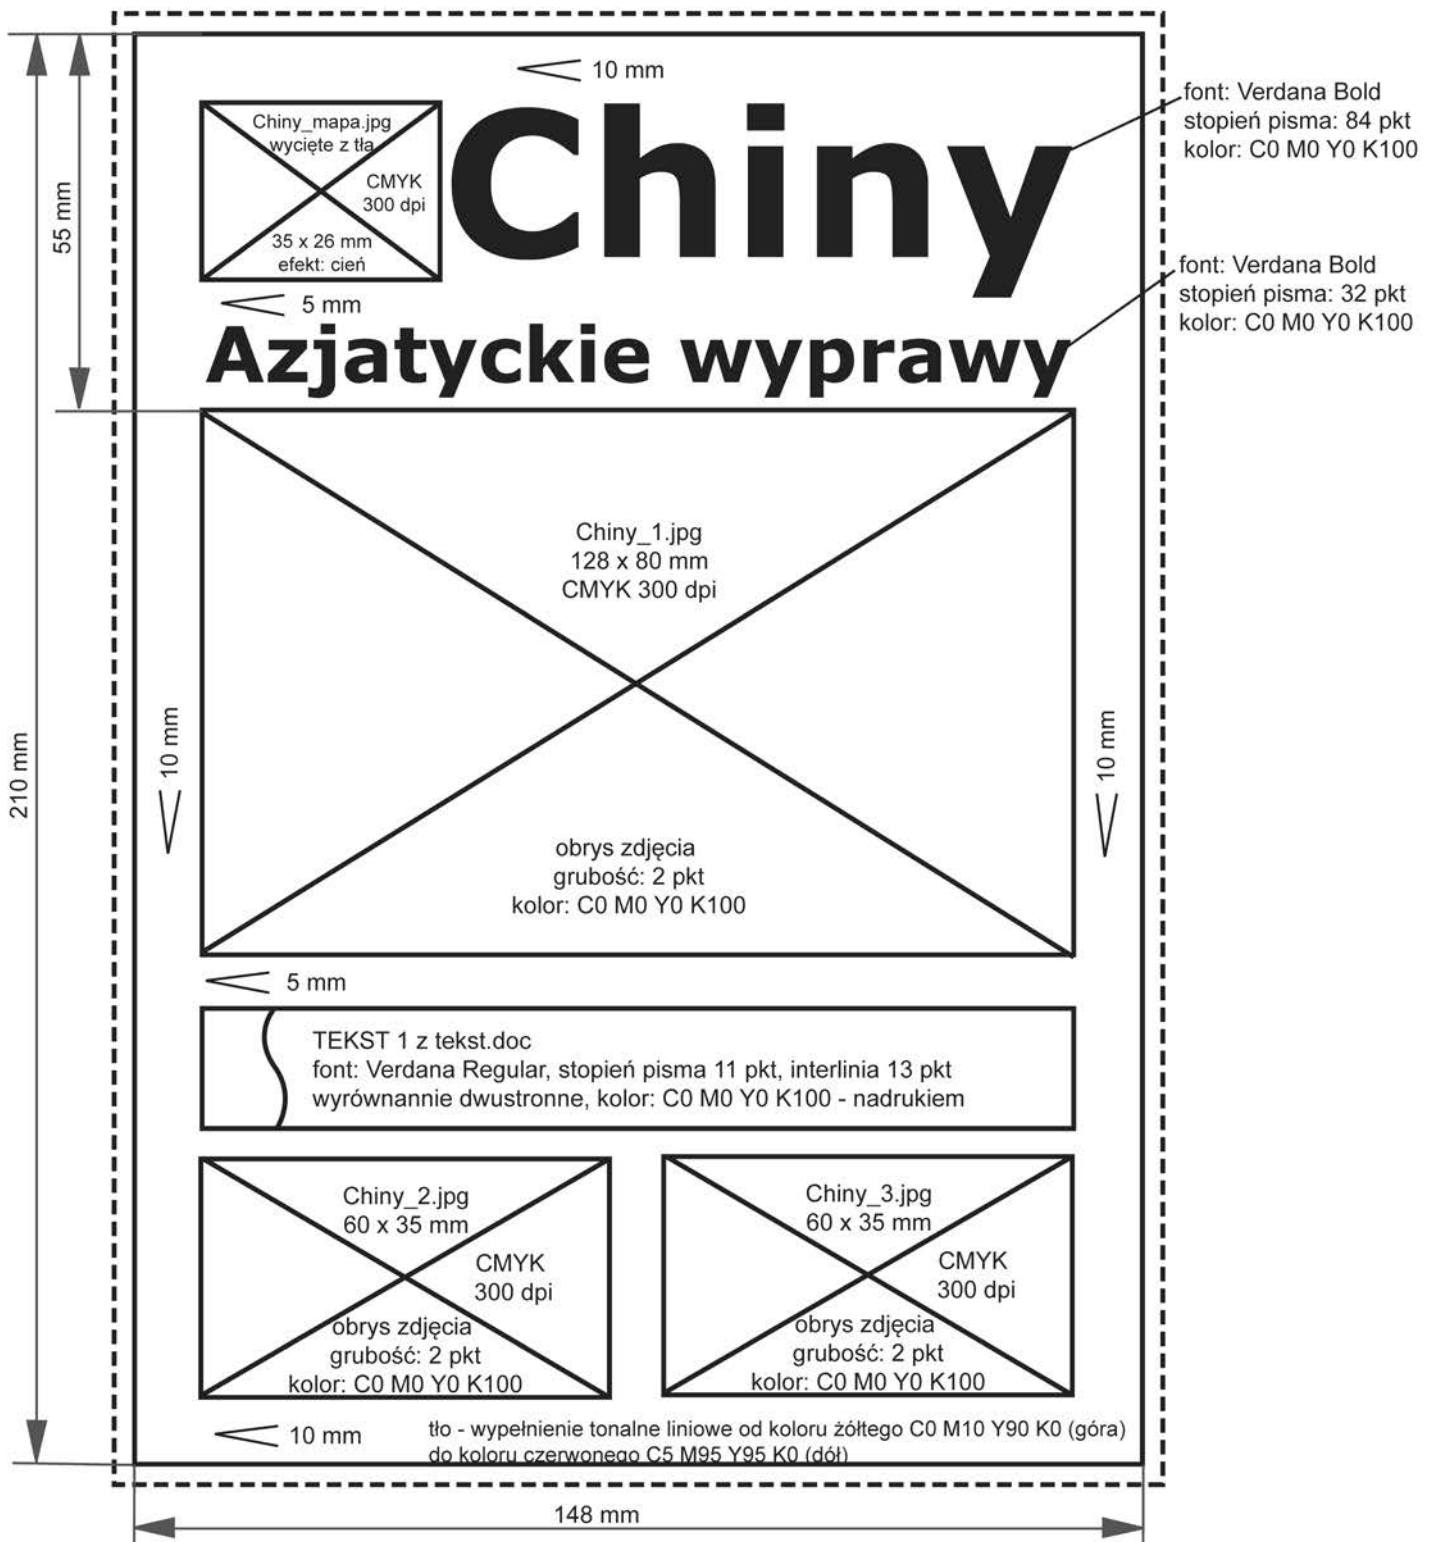 10 mm
Chiny_mapa.jpg
wycięte z tła
CMYK
300 dpi
35 x 26 mm
efekt: cień
Chiny
font: Verdana Bold
stopień pisma: 84 pkt
kolor: C0 M0 Y0 K100
55 mm
5 mm
Azjatyckie wyprawy
font: Verdana Bold
stopień pisma: 32 pkt
kolor: C0 M0 Y0 K100
Chiny_1.jpg
128 x 80 mm
CMYK 300 dpi
210 mm
10 mm
10 mm
obrys zdjęcia
grubość: 2 pkt
kolor: C0 M0 Y0 K100
5 mm
TEKST 1 z tekst.doc
font: Verdana Regular, stopień pisma 11 pkt, interlinia 13 pkt
wyrównannie dwustronne, kolor: C0 M0 Y0 K100 - nadrukiem
Chiny_2.jpg
60 x 35 mm
CMYK
300 dpi
obrys zdjęcia
grubość: 2 pkt
kolor: C0 M0 Y0 K100
Chiny_3.jpg
60 x 35 mm
CMYK
300 dpi
obrys zdjęcia
grubość: 2 pkt
kolor: C0 M0 Y0 K100
10 mm
tło - wypełnienie tonalne liniowe od koloru żółtego C0 M10 Y90 K0 (góra)
do koloru czerwonego C5 M95 Y95 K0 (dół)
148 mm